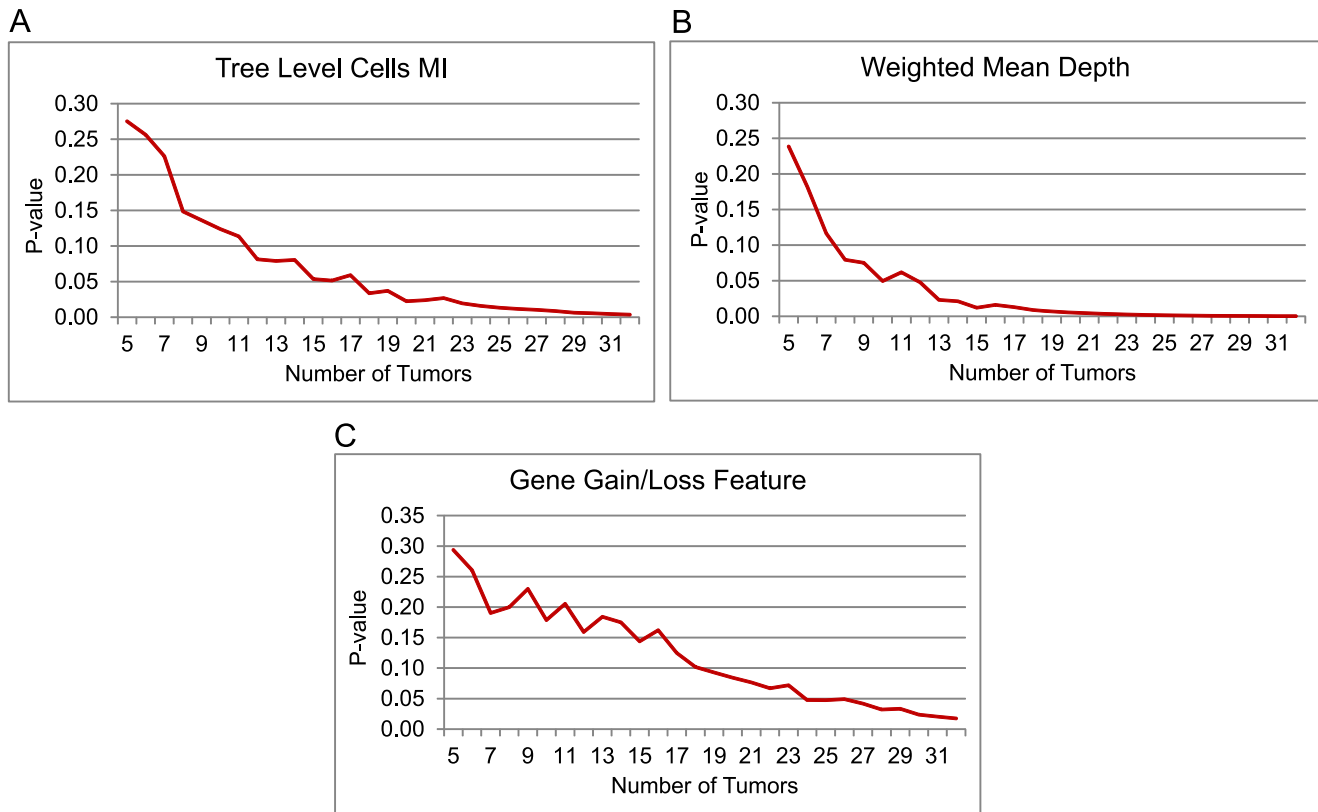 A
Tree Level Cells MI
P-value
0.30
0.25
0.20
0.15
0.10
0.05
0.00
5 7 9 11 13 15 17 19 21 23 25 27 29 31
Number of Tumors
B
Weighted Mean Depth
P-value
0.30
0.25
0.20
0.15
0.10
0.05
0.00
5 7 9 11 13 15 17 19 21 23 25 27 29 31
Number of Tumors
C
Gene Gain/Loss Feature
P-value
0.35
0.30
0.25
0.20
0.15
0.10
0.05
0.00
5 7 9 11 13 15 17 19 21 23 25 27 29 31
Number of Tumors